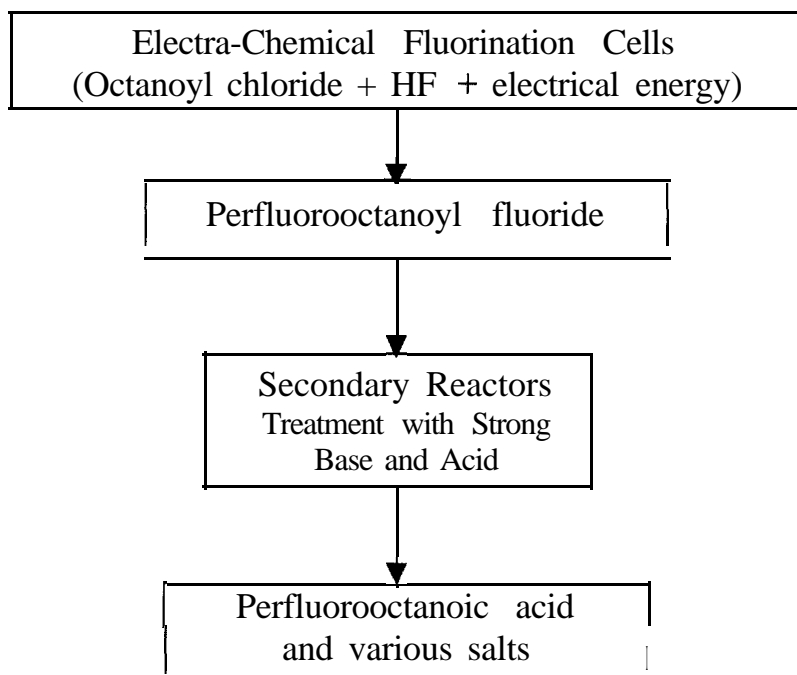 Electra-Chemical Fluorination Cells
(Octanoyl chloride + HF + electrical energy)
Perfluorooctanoyl fluoride
Secondary Reactors
Treatment with Strong
Base and Acid
Perfluorooctanoic acid
and various salts